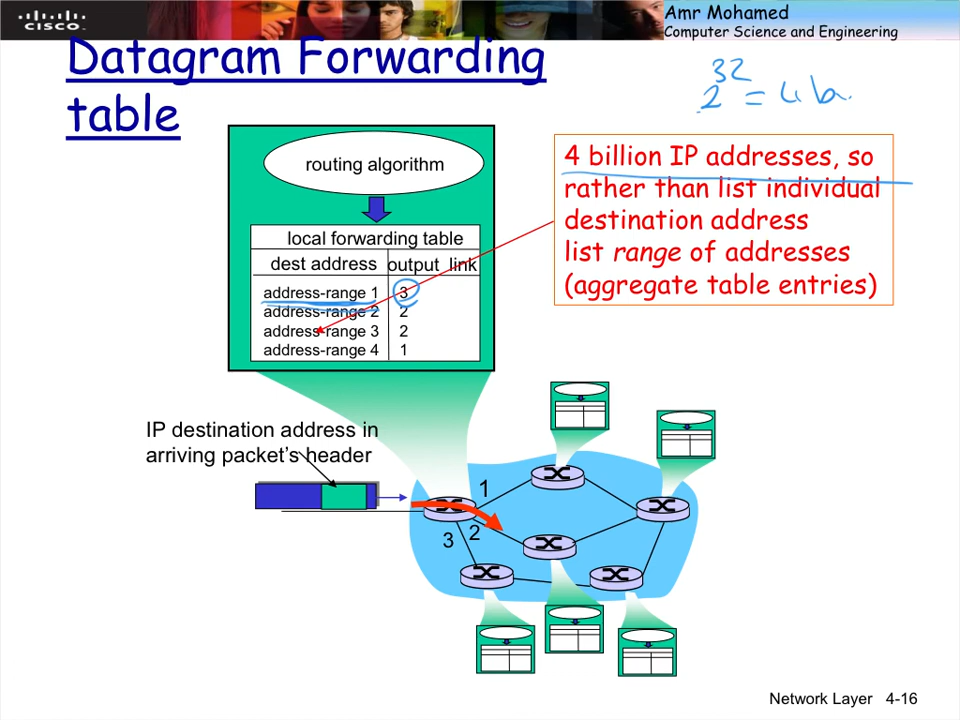 CISCO
Amr Mohamed
Computer Science and Engineering
Datagram Forwarding
table
2^32 = 4 b.
routing algorithm
local forwarding table
dest address output link
address-range 1 3
address-range 2 2
address-range 3 2
address-range 4 1
4 billion IP addresses, so
rather than list individual
destination address
list range of addresses
(aggregate table entries)
IP destination address in
arriving packet's header
1
2
3
Network Layer 4-16